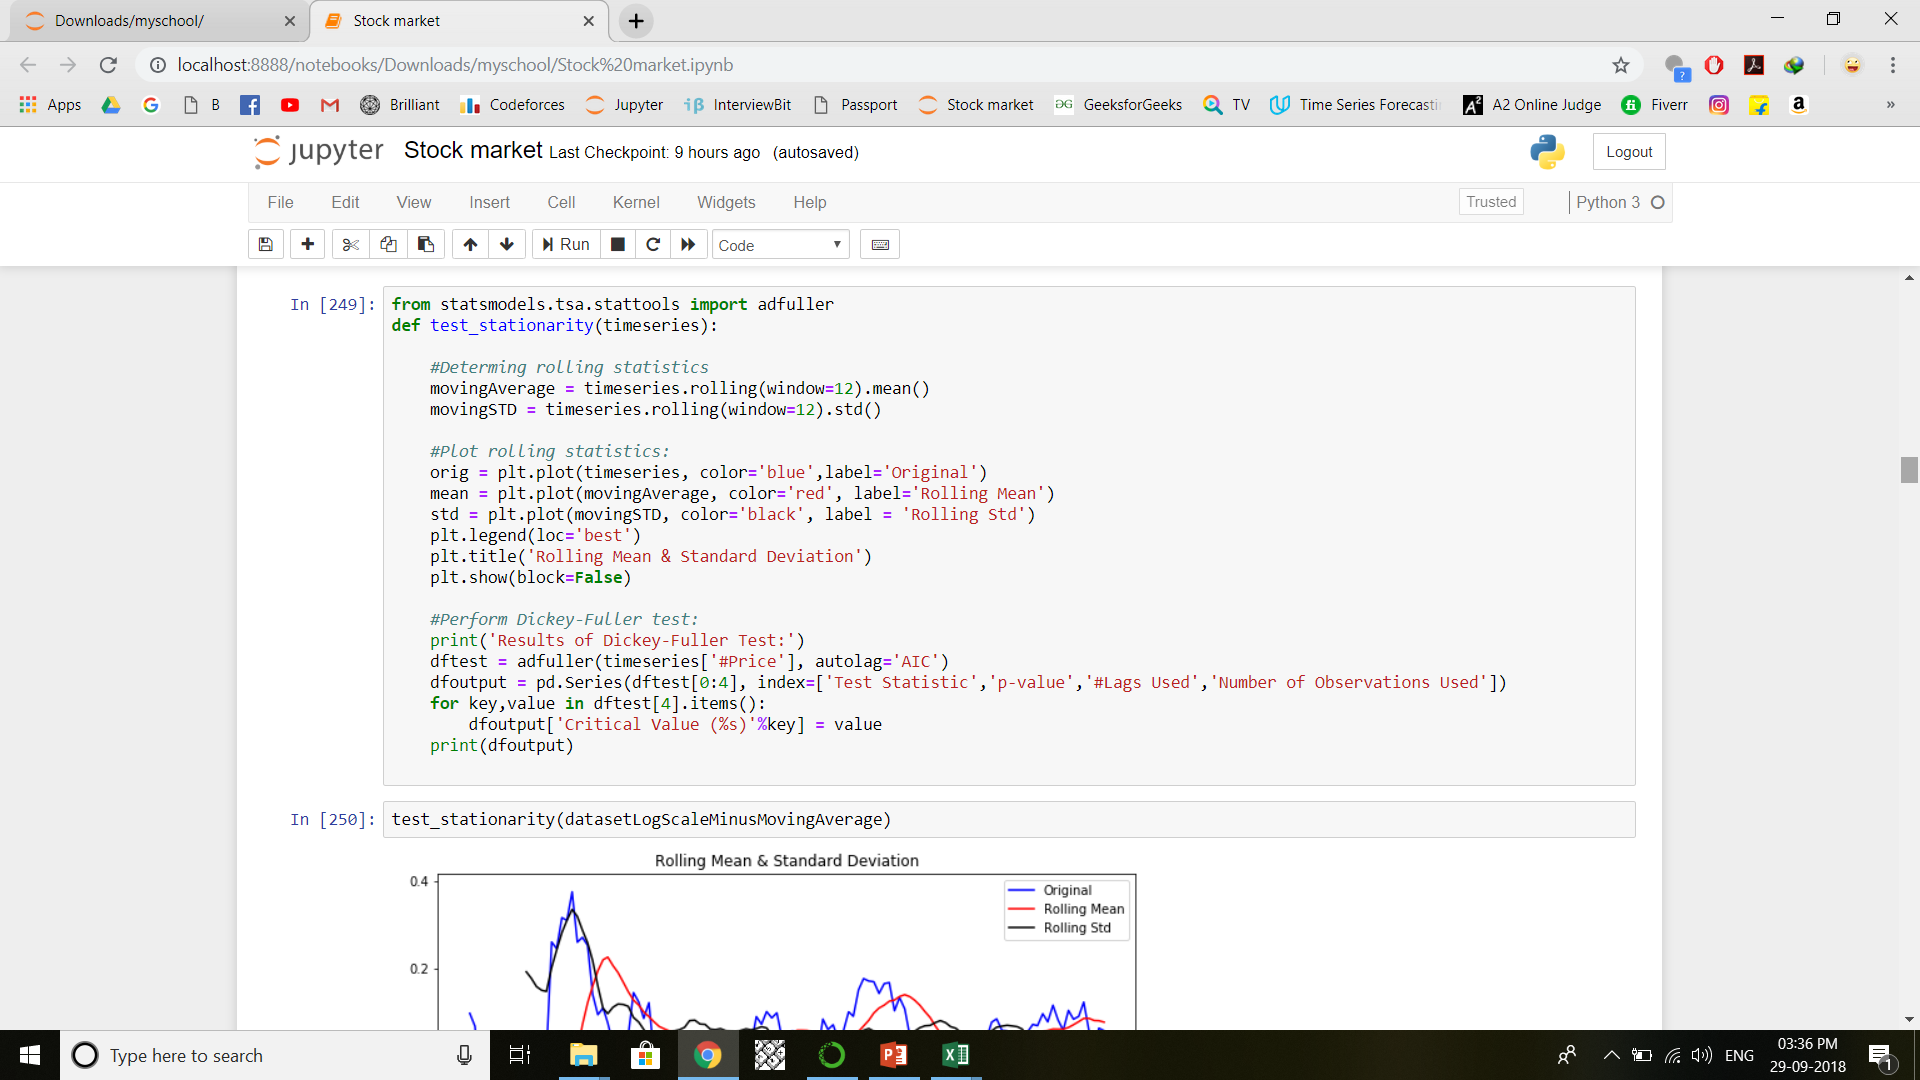 Downloads/myschool/
Stock market
localhost:8888/notebooks/Downloads/myschool/Stock%20market.ipynb
Apps B Brilliant Codeforces Jupyter InterviewBit Passport Stock market GeeksforGeeks TV Time Series Forecasti A2 Online Judge Fiverr »
jupyter Stock market Last Checkpoint: 9 hours ago (autosaved) Logout
File Edit View Insert Cell Kernel Widgets Help Trusted Python 3
Run Code
In [249]: from statsmodels.tsa.stattools import adfuller
def test_stationarity(timeseries):
#Determing rolling statistics
movingAverage = timeseries.rolling(window=12).mean()
movingSTD = timeseries.rolling(window=12).std()
#Plot rolling statistics:
orig = plt.plot(timeseries, color='blue',label='Original')
mean = plt.plot(movingAverage, color='red', label='Rolling Mean')
std = plt.plot(movingSTD, color='black', label = 'Rolling Std')
plt.legend(loc='best')
plt.title('Rolling Mean & Standard Deviation')
plt.show(block=False)
#Perform Dickey-Fuller test:
print('Results of Dickey-Fuller Test:')
dftest = adfuller(timeseries['#Price'], autolag='AIC')
dfoutput = pd.Series(dftest[0:4], index=['Test Statistic','p-value','#Lags Used','Number of Observations Used'])
for key,value in dftest[4].items():
dfoutput['Critical Value (%s)'%key] = value
print(dfoutput)
In [250]: test_stationarity(datasetLogScaleMinusMovingAverage)
Rolling Mean & Standard Deviation
0.4
Original
Rolling Mean
Rolling Std
0.2
Type here to search
ENG
03:36 PM
29-09-2018
1